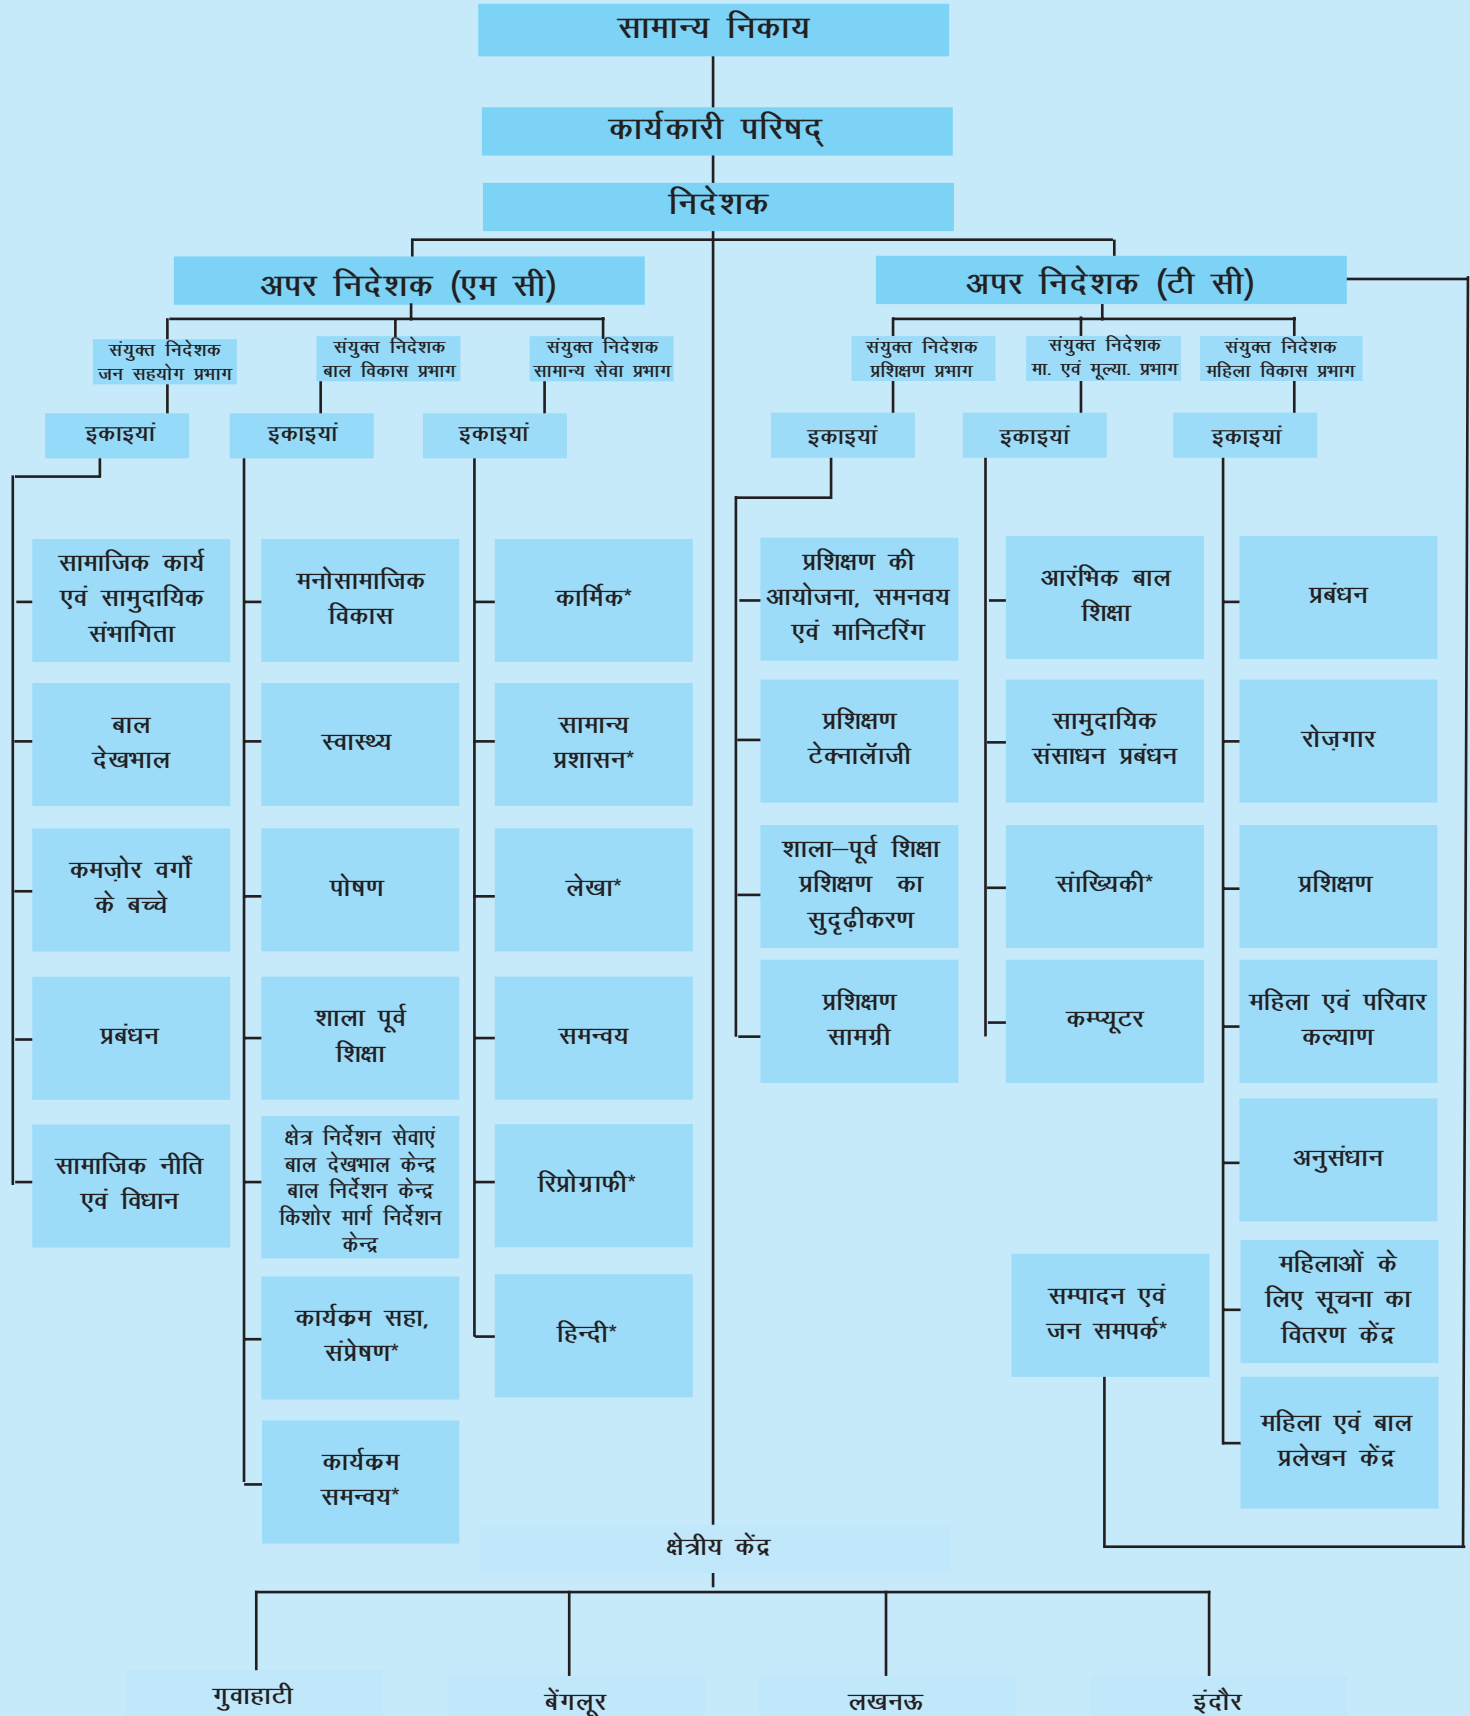 सामान्य निकाय
कार्यकारी परिषद्
निदेशक
अपर निदेशक (एम सी)
अपर निदेशक (टी सी)
संयुक्त निदेशक
जन सहयोग प्रभाग
संयुक्त निदेशक
बाल विकास प्रभाग
संयुक्त निदेशक
सामान्य सेवा प्रभाग
संयुक्त निदेशक
प्रशिक्षण प्रभाग
संयुक्त निदेशक
मा. एवं मूल्या. प्रभाग
संयुक्त निदेशक
महिला विकास प्रभाग
इकाइयां
इकाइयां
इकाइयां
इकाइयां
इकाइयां
इकाइयां
सामाजिक कार्य
एवं सामुदायिक
संभागिता
बाल
देखभाल
कमज़ोर वर्गों
के बच्चे
प्रबंधन
सामाजिक नीति
एवं विधान
मनोसामाजिक
विकास
स्वास्थ्य
पोषण
शाला पूर्व
शिक्षा
क्षेत्र निर्देशन सेवाएं
बाल देखभाल केन्द्र
बाल निर्देशन केन्द्र
किशोर मार्ग निर्देशन
केन्द्र
कार्यक्रम सहा,
संप्रेषण*
कार्यक्रम
समन्वय*
कार्मिक*
सामान्य
प्रशासन*
लेखा*
समन्वय
रिप्रोग्राफी*
हिन्दी*
प्रशिक्षण की
आयोजना, समनवय
एवं मानिटरिंग
प्रशिक्षण
टेक्नालॅाजी
शाला–पूर्व शिक्षा
प्रशिक्षण का
सुदृढ़ीकरण
प्रशिक्षण
सामग्री
आरंभिक बाल
शिक्षा
सामुदायिक
संसाधन प्रबंधन
सांख्यिकी*
कम्प्यूटर
सम्पादन एवं
जन समपर्क*
प्रबंधन
रोज़गार
प्रशिक्षण
महिला एवं परिवार
कल्याण
अनुसंधान
महिलाओं के
लिए सूचना का
वितरण केंद्र
महिला एवं बाल
प्रलेखन केंद्र
क्षेत्रीय केंद्र
गुवाहाटी
बेंगलूर
लखनऊ
इंदौर